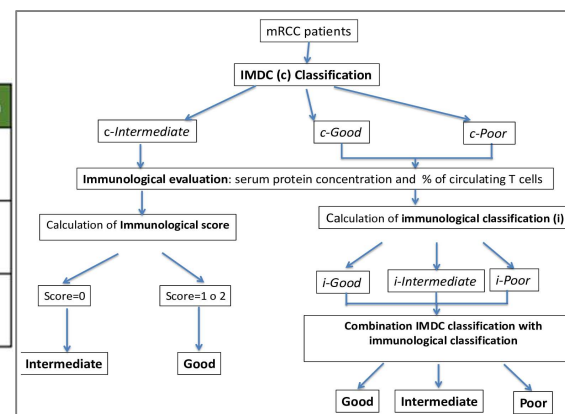 mRCC patients
IMDC (c) Classification
c-Intermediate
c-Good
c-Poor
Immunological evaluation: serum protein concentration and % of circulating T cells
Calculation of Immunological score
Calculation of immunological classification (i)
i-Good
i-Intermediate
i-Poor
Score=0
Score=1 o 2
Combination IMDC classification with
immunological classification
Intermediate
Good
Good
Intermediate
Poor